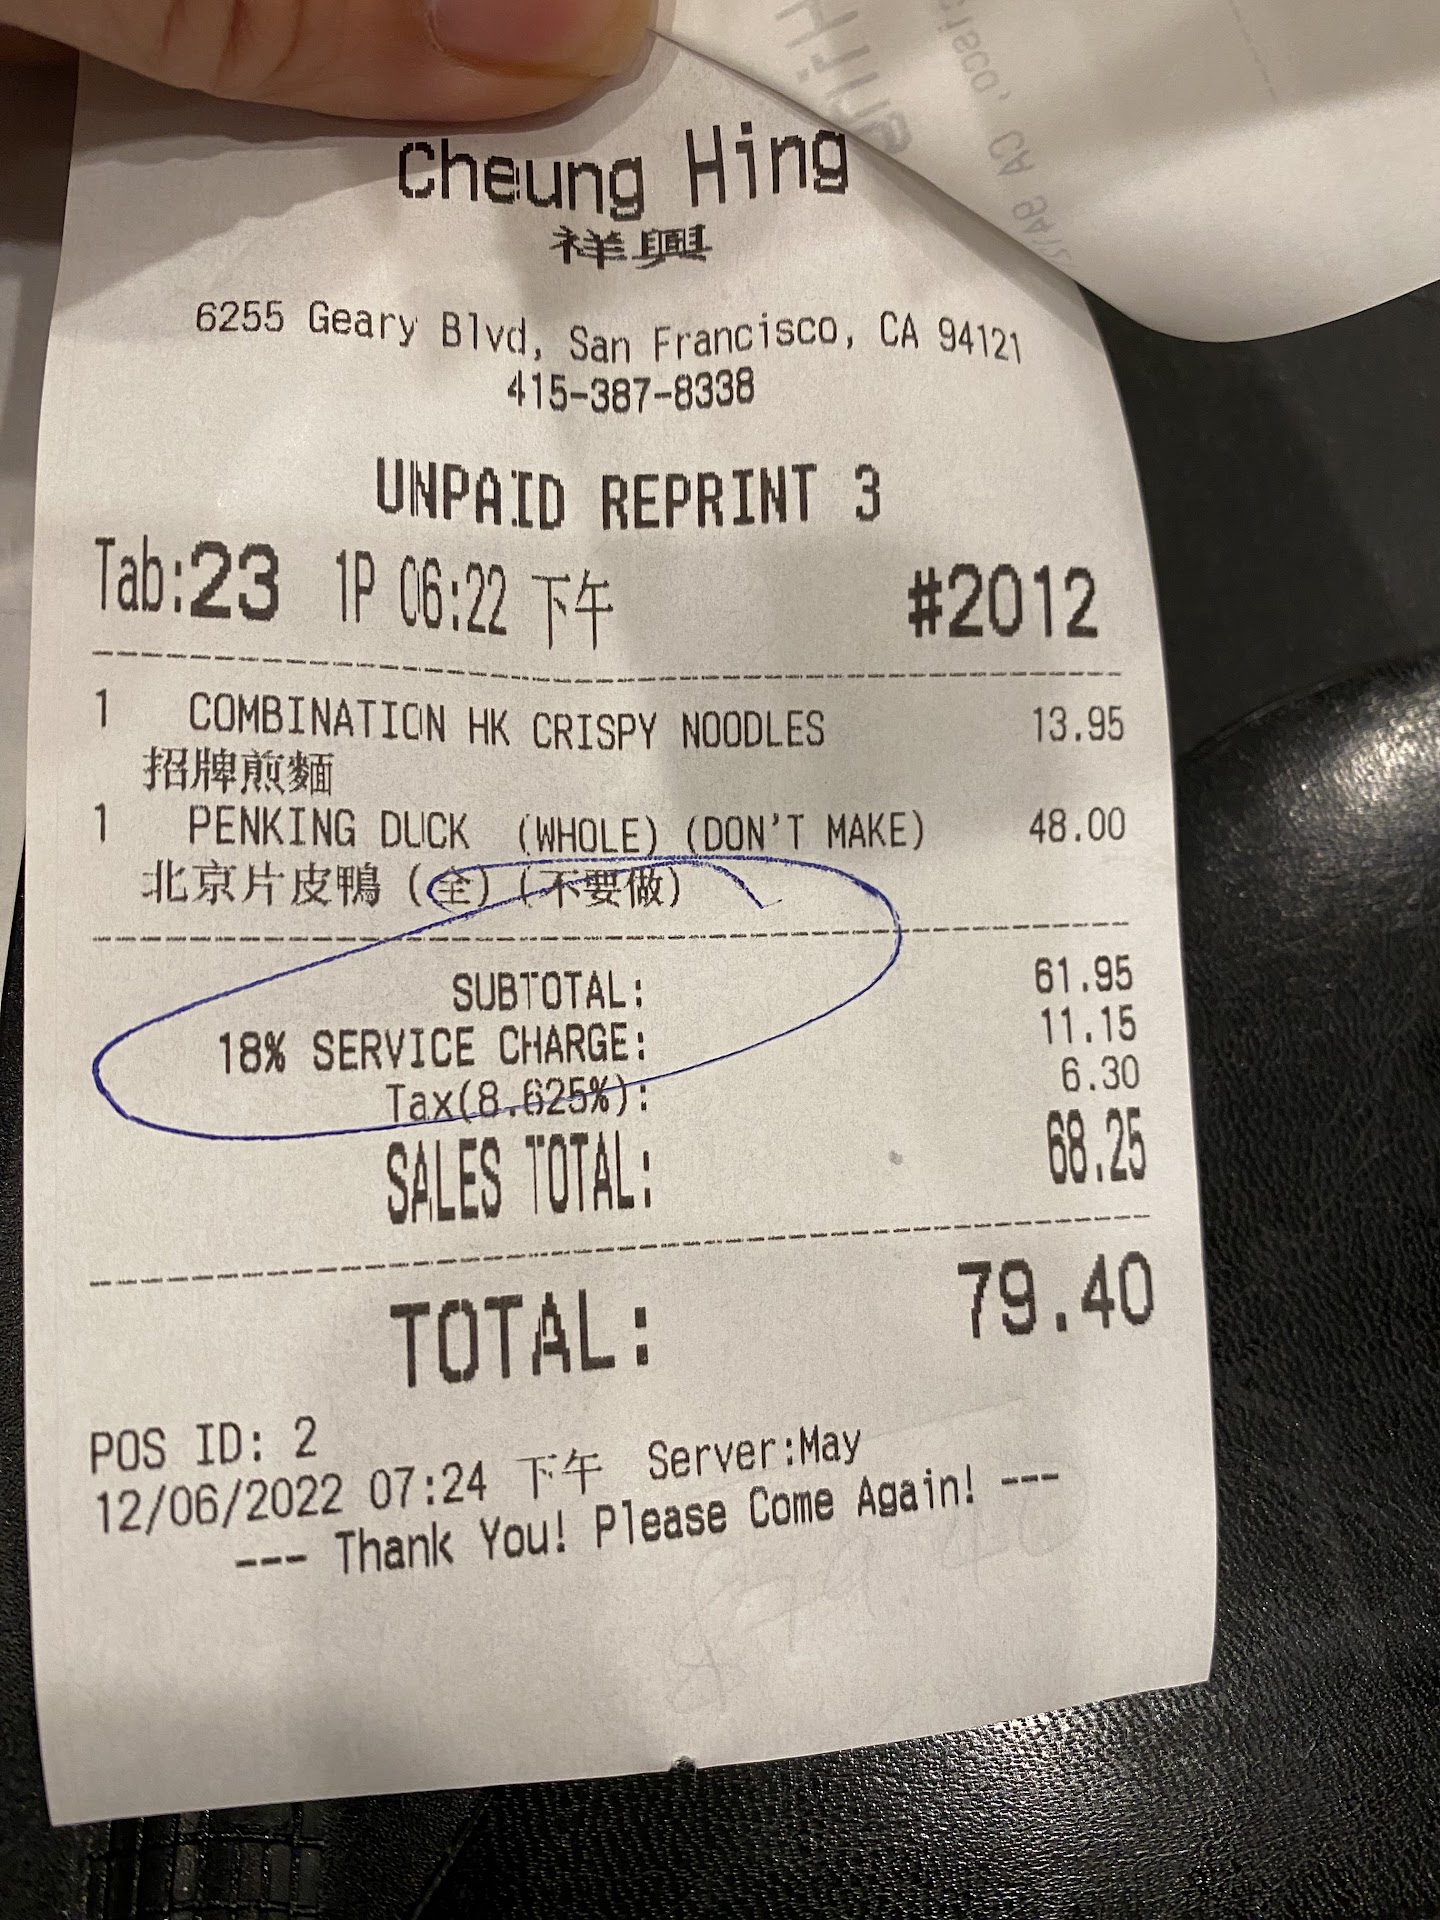 Cheung Hing
祥興
6255 Geary Blvd, San Francisco, CA 94121
415-387-8338
UNPAID REPRINT 3
Tab:23 1P 06:22 下午 #2012
1 COMBINATION HK CRISPY NOODLES 13.95
招牌煎麵
1 PENKING DUCK (WHOLE) (DON'T MAKE) 48.00
北京片皮鴨 (全) (不要做)
SUBTOTAL: 61.95
18% SERVICE CHARGE: 11.15
Tax(8.625%): 6.30
SALES TOTAL: 68.25
TOTAL: 79.40
POS ID: 2
12/06/2022 07:24 下午 Server:May
--- Thank You! Please Come Again! ---